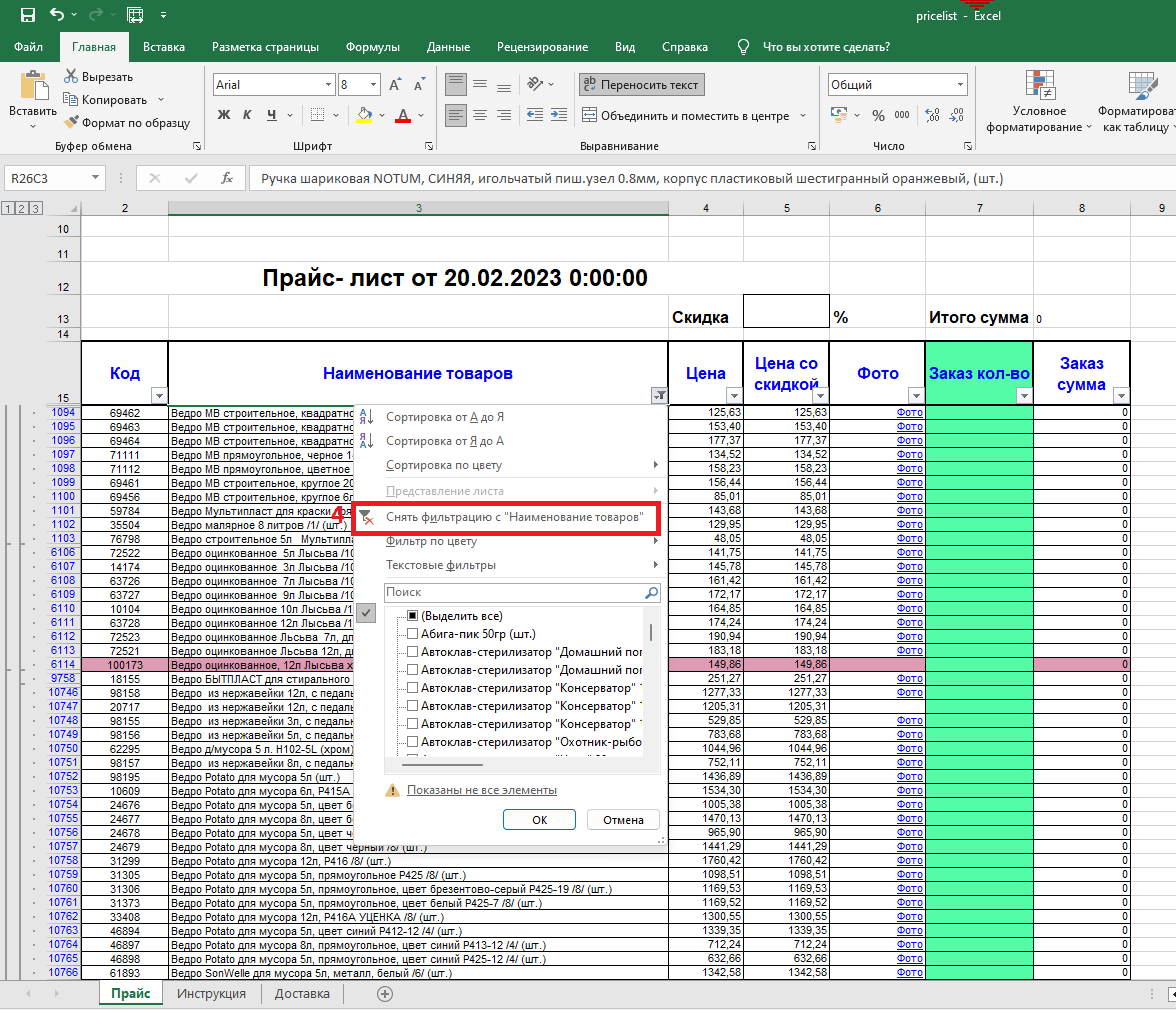 pricelist - Excel
Файл Главная Вставка Разметка страницы Формулы Данные Рецензирование Вид Справка Что вы хотите сделать?
Вставить Вырезать
Копировать
Формат по образцу
Буфер обмена
Arial 8
Ж К Ч
Шрифт
Переносить текст
Объединить и поместить в центре
Выравнивание
Общий
% 000
Число
Условное форматирование
Форматировать как таблицу
R26C3 fx Ручка шариковая NOTUM, СИНЯЯ, игольчатый пиш.узел 0.8мм, корпус пластиковый шестигранный оранжевый, (шт.)
1 2 3
2 3 4 5 6 7 8 9
10
11
12 Прайс- лист от 20.02.2023 0:00:00
13 Скидка % Итого сумма 0
14
15 Код Наименование товаров Цена Цена со скидкой Фото Заказ кол-во Заказ сумма
1094 69462 Ведро МВ строительное, квадратно 125,63 125,63 Фото 0
1095 69463 Ведро МВ строительное, квадратно 153,40 153,40 Фото 0
1096 69464 Ведро МВ строительное, квадратно 177,37 177,37 Фото 0
1097 71111 Ведро МВ прямоугольное, черное 1 134,52 134,52 Фото 0
1098 71112 Ведро МВ прямоугольное, цветное 158,23 158,23 Фото 0
1099 69461 Ведро МВ строительное, круглое 20 156,44 156,44 Фото 0
1100 69456 Ведро МВ строительное, круглое 6л 85,01 85,01 Фото 0
1101 59784 Ведро Мультипласт для краски 143,68 143,68 Фото 0
1102 35504 Ведро малярное 8 литров /1/ (шт.) 129,95 129,95 Фото 0
1103 76798 Ведро строительное 5л Мультипла 48,05 48,05 Фото 0
6106 72522 Ведро оцинкованное 5л Лысьва /10 141,75 141,75 Фото 0
6107 14174 Ведро оцинкованное 3л Лысьва /10 145,78 145,78 Фото 0
6108 63726 Ведро оцинкованное 7л Лысьва /10 161,42 161,42 Фото 0
6109 63727 Ведро оцинкованное 9л Лысьва /10 172,17 172,17 Фото 0
6110 10104 Ведро оцинкованное 10л Лысьва /1 164,85 164,85 Фото 0
6111 63728 Ведро оцинкованное 12л Лысьва /1 174,24 174,24 Фото 0
6112 72523 Ведро оцинкованное Льсьва 7л, дл 190,94 190,94 Фото 0
6113 72521 Ведро оцинкованное Льсьва 12л, д 183,18 183,18 Фото 0
6114 100173 Ведро оцинкованное, 12л Лысьва х 149,86 149,86 0
9758 18155 Ведро БЫТПЛАСТ для стирального 251,27 251,27 Фото 0
10746 98158 Ведро из нержавейки 12л, с педаль 1277,33 1277,33 Фото 0
10747 20717 Ведро из нержавейки 12л, с педаль 1205,31 1205,31 0
10748 98155 Ведро из нержавейки 3л, с педальк 529,85 529,85 Фото 0
10749 98156 Ведро из нержавейки 5л, с педальк 783,68 783,68 Фото 0
10750 62295 Ведро д/мусора 5 л. H102-5L (хром) 1044,96 1044,96 Фото 0
10751 98157 Ведро из нержавейки 8л, с педальк 752,11 752,11 Фото 0
10752 98195 Ведро Potato для мусора 5л (шт.) 1436,89 1436,89 Фото 0
10753 10609 Ведро Potato для мусора 6л, P415A 1534,30 1534,30 Фото 0
10754 24676 Ведро Potato для мусора 5л, цвет б 1005,38 1005,38 Фото 0
10755 24677 Ведро Potato для мусора 8л, цвет б 1470,13 1470,13 Фото 0
10756 24678 Ведро Potato для мусора 5л, цвет ч 965,90 965,90 Фото 0
10757 24679 Ведро Potato для мусора 8л, цвет черный /8/ (шт.) 1441,29 1441,29 Фото 0
10758 31299 Ведро Potato для мусора 12л, P416 /8/ (шт.) 1760,42 1760,42 Фото 0
10759 31305 Ведро Potato для мусора 5л, прямоугольное P425 /8/ (шт.) 1098,51 1098,51 Фото 0
10760 31306 Ведро Potato для мусора 5л, прямоугольное, цвет брезентово-серый P425-19 /8/ (шт.) 1169,53 1169,53 Фото 0
10761 31373 Ведро Potato для мусора 5л, прямоугольное, цвет белый P425-7 /8/ (шт.) 1169,52 1169,52 Фото 0
10762 33408 Ведро Potato для мусора 12л, P416A УЦЕНКА /8/ (шт.) 1300,55 1300,55 Фото 0
10763 46894 Ведро Potato для мусора 5л, цвет синий P412-12 /4/ (шт.) 1339,35 1339,35 Фото 0
10764 46897 Ведро Potato для мусора 8л, прямоугольное, цвет синий P413-12 /4/ (шт.) 712,24 712,24 Фото 0
10765 46898 Ведро Potato для мусора 5л, прямоугольное, цвет синий P425-12 /4/ (шт.) 632,66 632,66 Фото 0
10766 61893 Ведро SonWelle для мусора 5л, металл, белый /6/ (шт.) 1342,58 1342,58 Фото 0
Сортировка от А до Я
Сортировка от Я до А
Сортировка по цвету
Представление листа
4 Снять фильтрацию с "Наименование товаров"
Фильтр по цвету
Текстовые фильтры
Поиск
(Выделить все)
Абига-пик 50гр (шт.)
Автоклав-стерилизатор "Домашний пог
Автоклав-стерилизатор "Домашний пог
Автоклав-стерилизатор "Консерватор"
Автоклав-стерилизатор "Консерватор"
Автоклав-стерилизатор "Консерватор"
Автоклав-стерилизатор "Охотник-рыбо
Показаны не все элементы
ОК Отмена
Прайс Инструкция Доставка